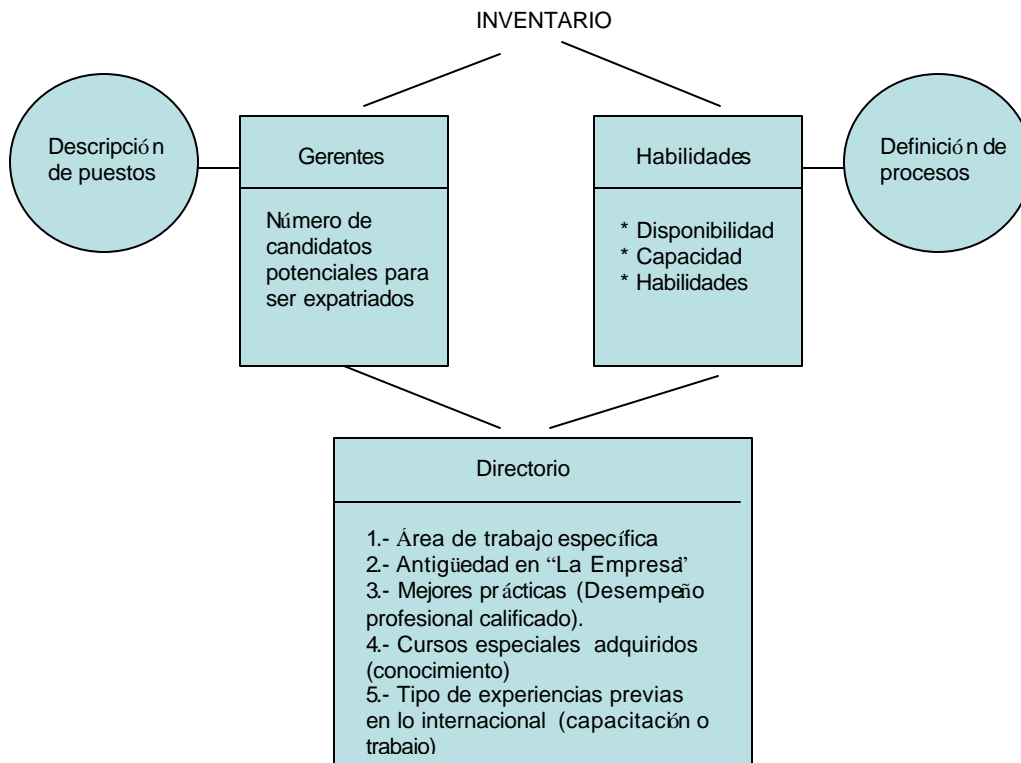 INVENTARIO
Descripción
de puestos
Gerentes
Número de
candidatos
potenciales para
ser expatriados
Habilidades
* Disponibilidad
* Capacidad
* Habilidades
Definición de
procesos
Directorio
1.- Área de trabajo específica
2.- Antigüedad en “La Empresa”
3.- Mejores prácticas (Desempeño
profesional calificado).
4.- Cursos especiales adquiridos
(conocimiento)
5.- Tipo de experiencias previas
en lo internacional (capacitación o
trabajo)